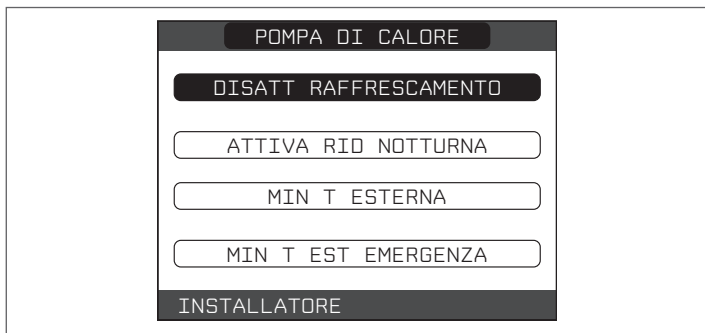 POMPA DI CALORE
DISATT RAFFRESCAMENTO
ATTIVA RID NOTTURNA
MIN T ESTERNA
MIN T EST EMERGENZA
INSTALLATORE